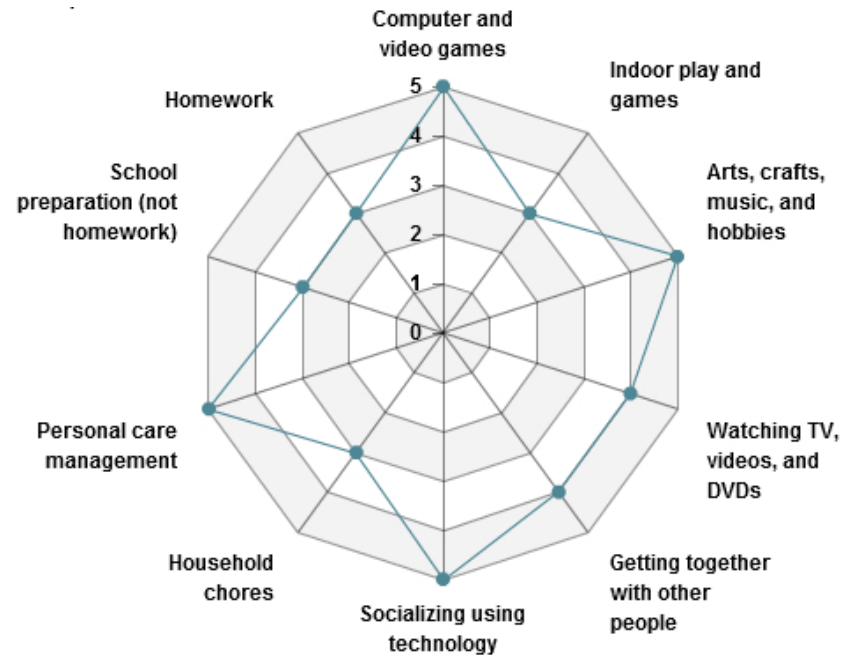 Computer and
video games
Indoor play and
games
Homework
5
4
3
2
1
0
School
preparation (not
homework)
Arts, crafts,
music, and
hobbies
Personal care
management
Watching TV,
videos, and
DVDs
Household
chores
Getting together
with other
people
Socializing using
technology